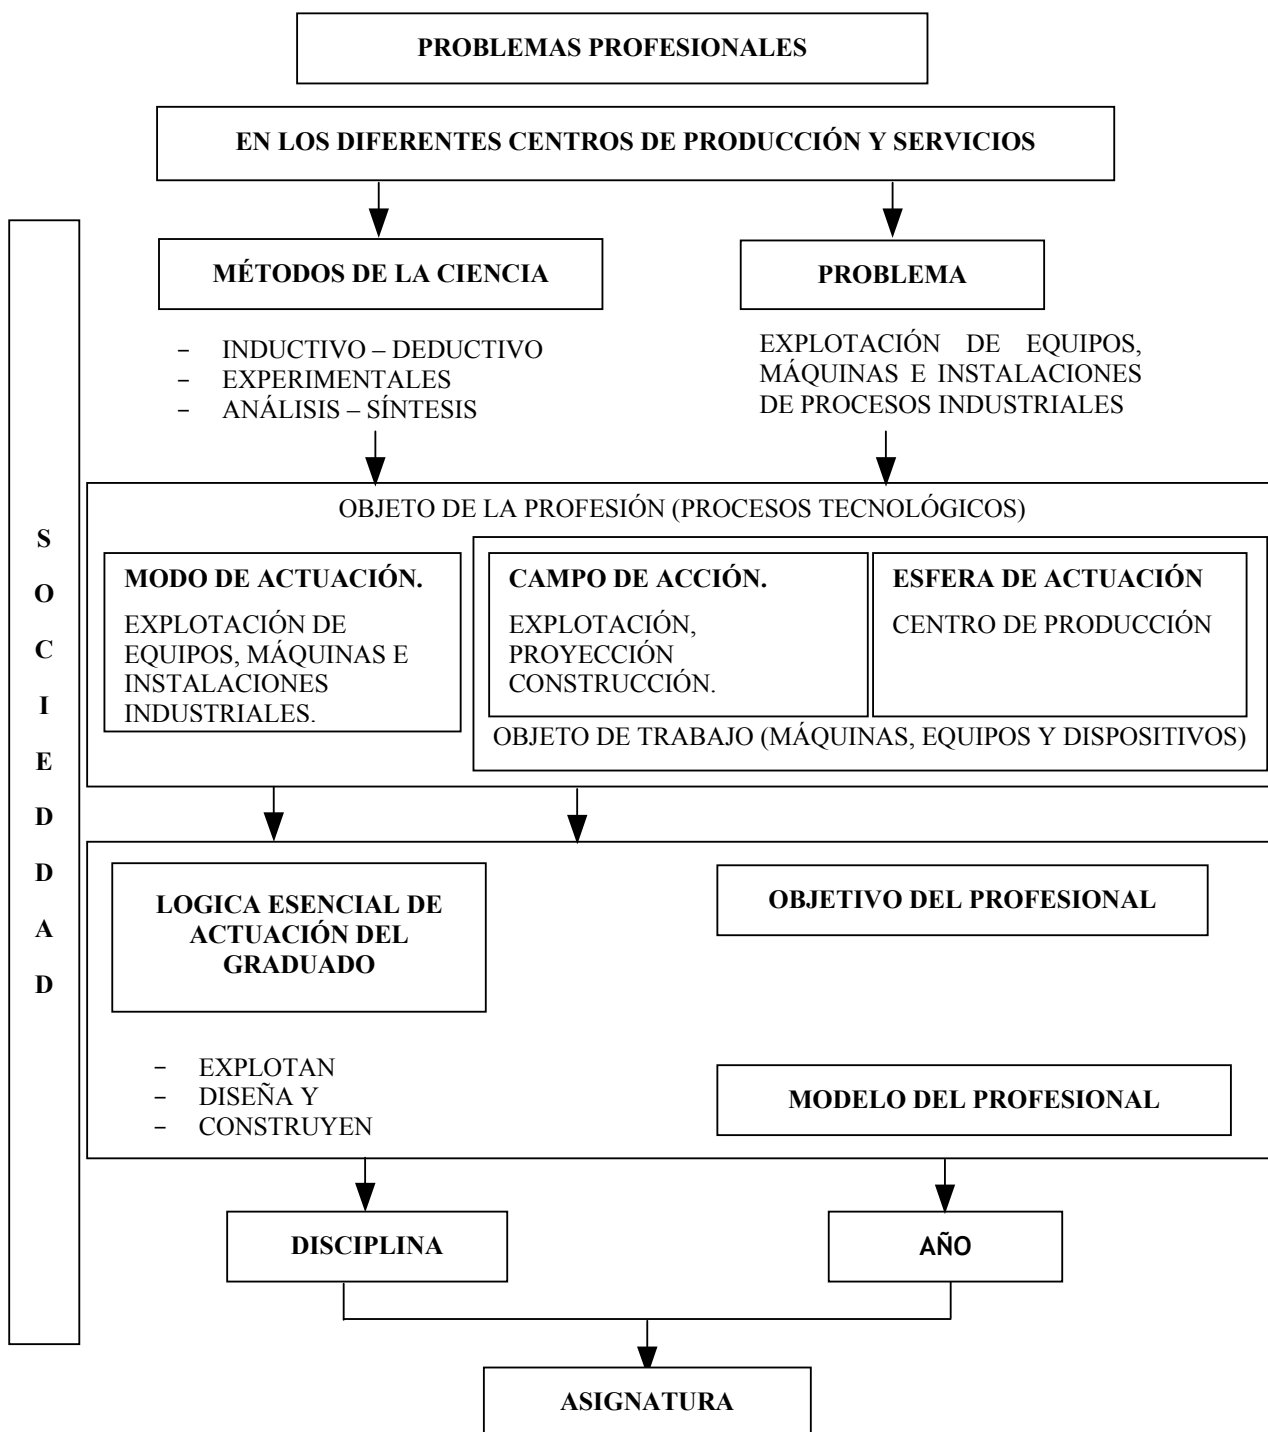 PROBLEMAS PROFESIONALES
EN LOS DIFERENTES CENTROS DE PRODUCCIÓN Y SERVICIOS
MÉTODOS DE LA CIENCIA
PROBLEMA
- INDUCTIVO – DEDUCTIVO
- EXPERIMENTALES
- ANÁLISIS – SÍNTESIS
EXPLOTACIÓN DE EQUIPOS,
MÁQUINAS E INSTALACIONES
DE PROCESOS INDUSTRIALES
S
O
C
I
E
D
D
A
D
OBJETO DE LA PROFESIÓN (PROCESOS TECNOLÓGICOS)
MODO DE ACTUACIÓN.
EXPLOTACIÓN DE
EQUIPOS, MÁQUINAS E
INSTALACIONES
INDUSTRIALES.
CAMPO DE ACCIÓN.
EXPLOTACIÓN,
PROYECCIÓN
CONSTRUCCIÓN.
ESFERA DE ACTUACIÓN
CENTRO DE PRODUCCIÓN
OBJETO DE TRABAJO (MÁQUINAS, EQUIPOS Y DISPOSITIVOS)
LOGICA ESENCIAL DE
ACTUACIÓN DEL
GRADUADO
OBJETIVO DEL PROFESIONAL
- EXPLOTAN
- DISEÑA Y
- CONSTRUYEN
MODELO DEL PROFESIONAL
DISCIPLINA
AÑO
ASIGNATURA